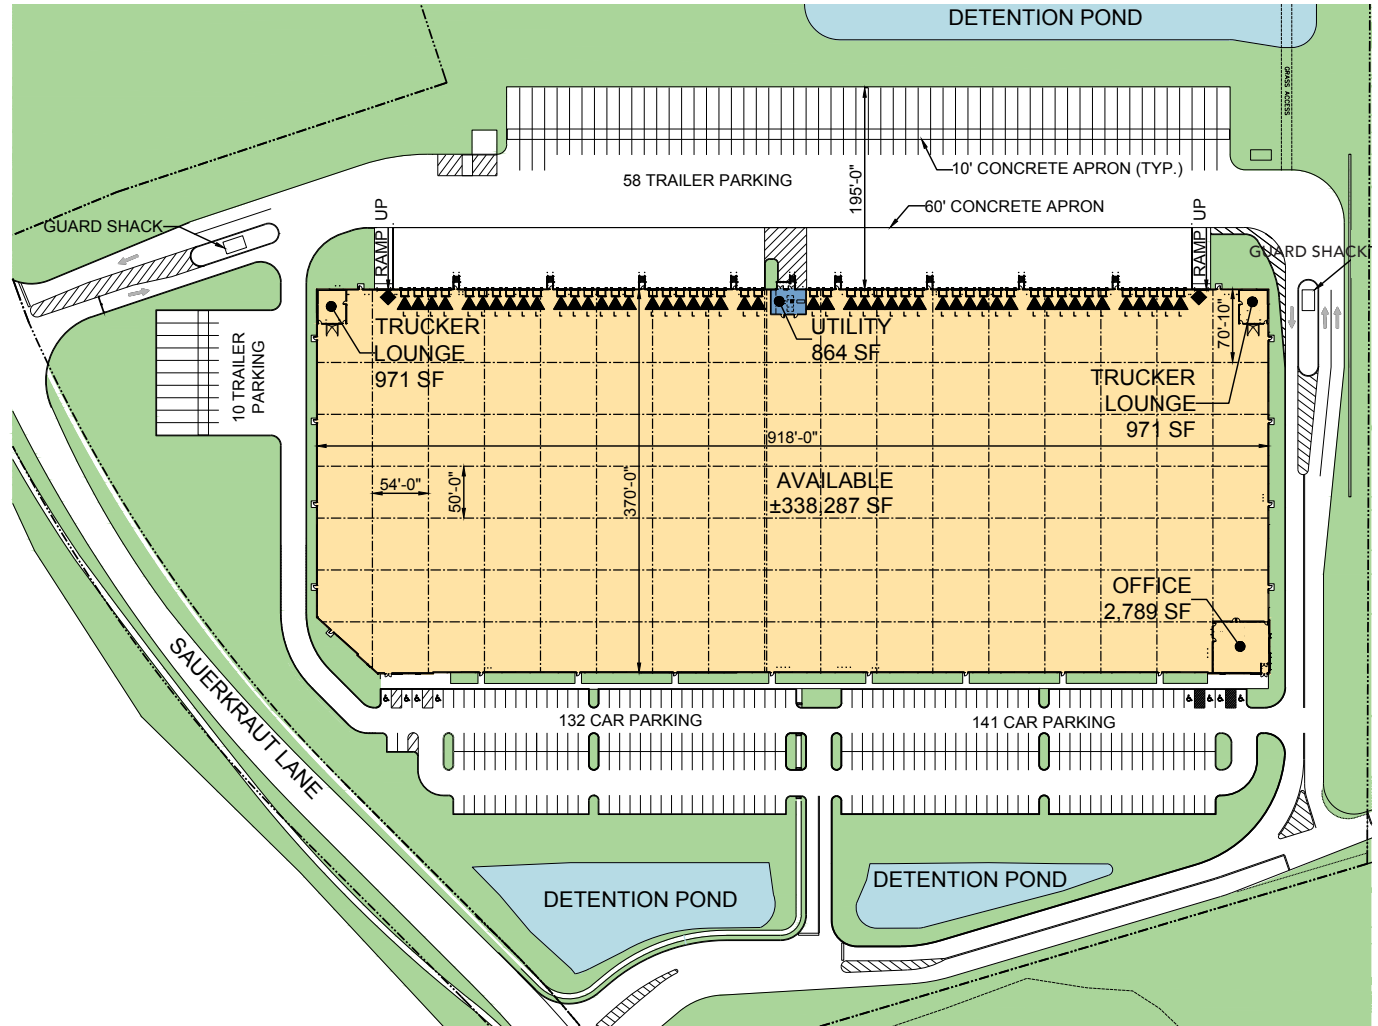 DETENTION POND
GRASS ACCESS
10' CONCRETE APRON (TYP.)
58 TRAILER PARKING
195'-0"
60' CONCRETE APRON
GUARD SHACK
RAMP UP
RAMP UP
GUARD SHACK
TRUCKER
LOUNGE
971 SF
UTILITY
864 SF
70'-10"
TRUCKER
LOUNGE
971 SF
10 TRAILER
PARKING
918'-0"
54'-0"
50'-0"
370'-0"
AVAILABLE
±338,287 SF
OFFICE
2,789 SF
SAUERKRAUT LANE
132 CAR PARKING
141 CAR PARKING
DETENTION POND
DETENTION POND